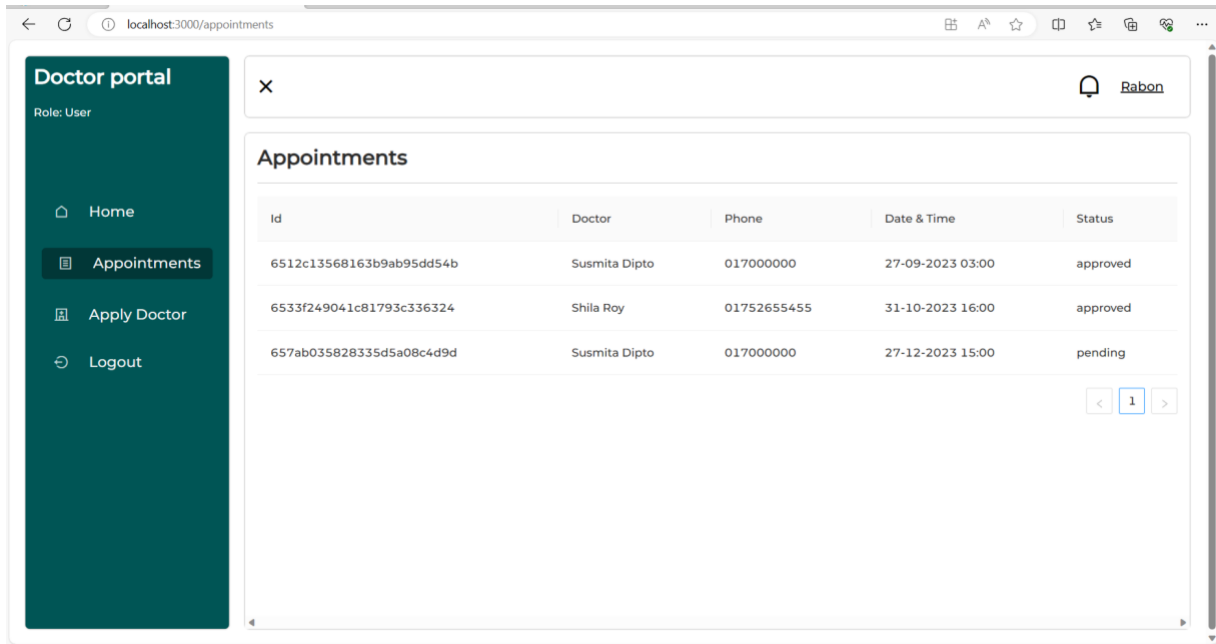 localhost:3000/appointments
Doctor portal
Role: User
Rabon
Home
Appointments
Apply Doctor
Logout
Appointments
Id Doctor Phone Date & Time Status
6512c13568163b9ab95dd54b Susmita Dipto 017000000 27-09-2023 03:00 approved
6533f249041c81793c336324 Shila Roy 01752655455 31-10-2023 16:00 approved
657ab035828335d5a08c4d9d Susmita Dipto 017000000 27-12-2023 15:00 pending
< 1 >